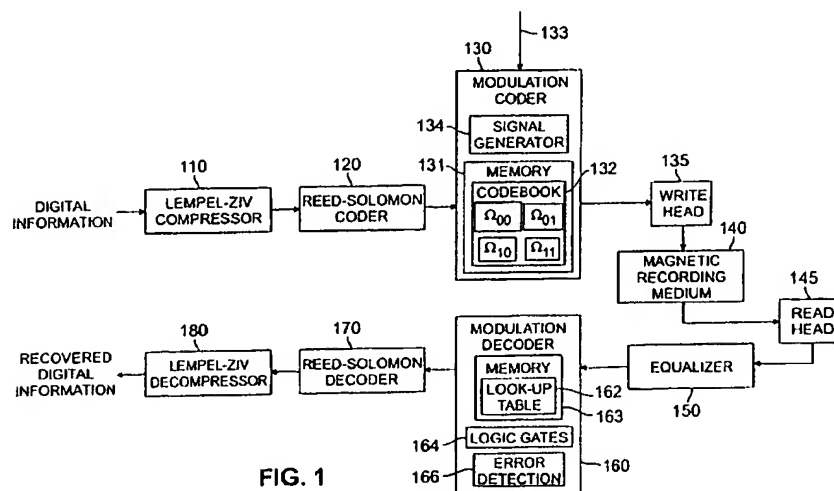 133
130
MODULATION
CODER
134
SIGNAL
GENERATOR
131
132
MEMORY
CODEBOOK
Ω00 Ω01
Ω10 Ω11
110
120
DIGITAL
INFORMATION
LEMPEL-ZIV
COMPRESSOR
REED-SOLOMON
CODER
135
WRITE
HEAD
140
MAGNETIC
RECORDING
MEDIUM
145
READ
HEAD
180
170
RECOVERED
DIGITAL
INFORMATION
LEMPEL-ZIV
DECOMPRESSOR
REED-SOLOMON
DECODER
MODULATION
DECODER
MEMORY
LOOK-UP
TABLE
162
163
EQUALIZER
150
164
LOGIC GATES
166
ERROR
DETECTION
160
FIG. 1